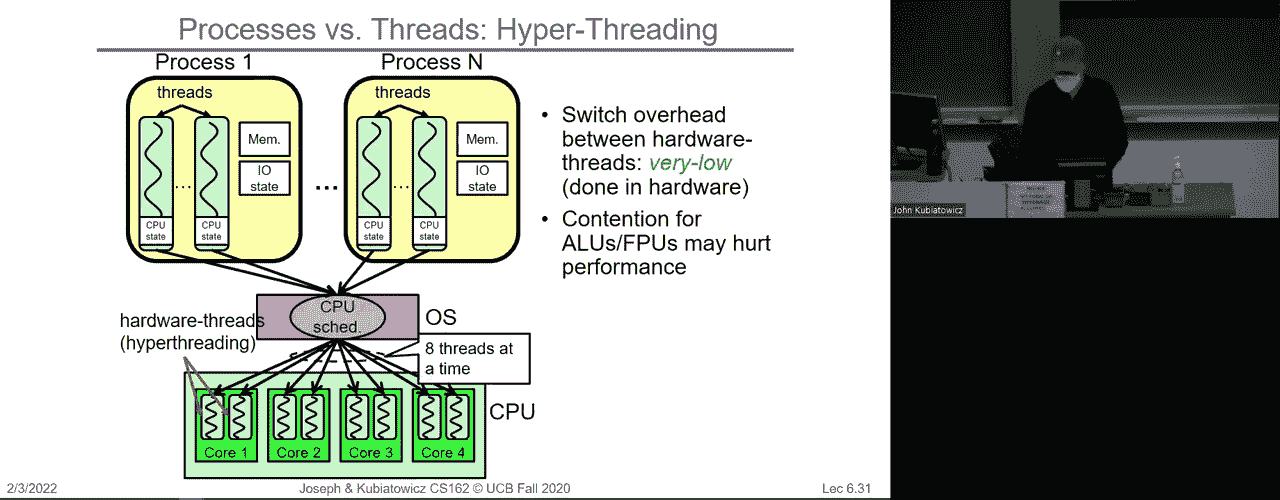 Processes vs. Threads: Hyper-Threading
Process 1
Process N
threads
threads
Mem.
IO
state
CPU
state
CPU
state
...
...
Mem.
IO
state
CPU
state
CPU
state
...
• Switch overhead
between hardware-
threads: very-low
(done in hardware)
• Contention for
ALUs/FPUs may hurt
performance
CPU
sched.
OS
hardware-threads
(hyperthreading)
8 threads at
a time
CPU
Core 1
Core 2
Core 3
Core 4
2/3/2022
Joseph & Kubiatowicz CS162 © UCB Fall 2020
Lec 6.31
John Kubiatowicz